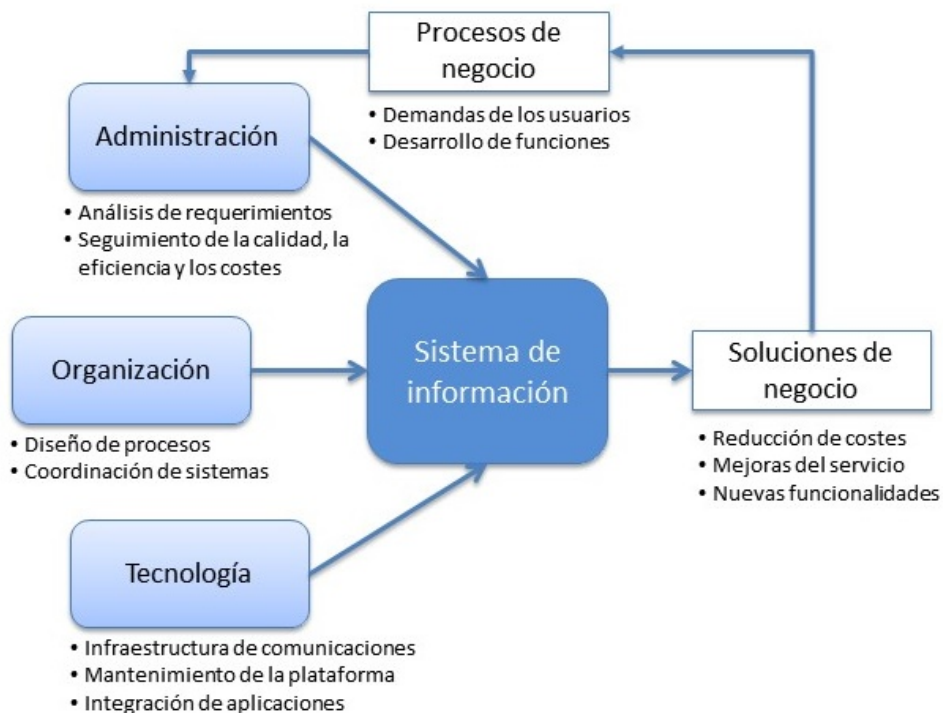 Procesos de
negocio
• Demandas de los usuarios
• Desarrollo de funciones
Administración
• Análisis de requerimientos
• Seguimiento de la calidad, la
eficiencia y los costes
Organización
• Diseño de procesos
• Coordinación de sistemas
Sistema de
información
Soluciones de
negocio
• Reducción de costes
• Mejoras del servicio
• Nuevas funcionalidades
Tecnología
• Infraestructura de comunicaciones
• Mantenimiento de la plataforma
• Integración de aplicaciones